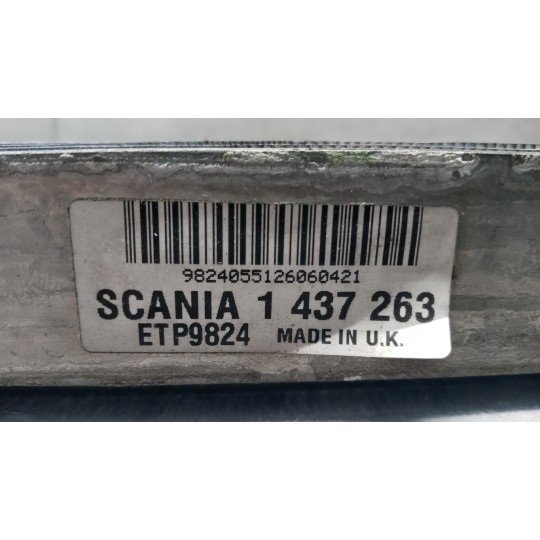 9824055126060421
SCANIA 1 437 263
ETP9824 MADE IN U.K.